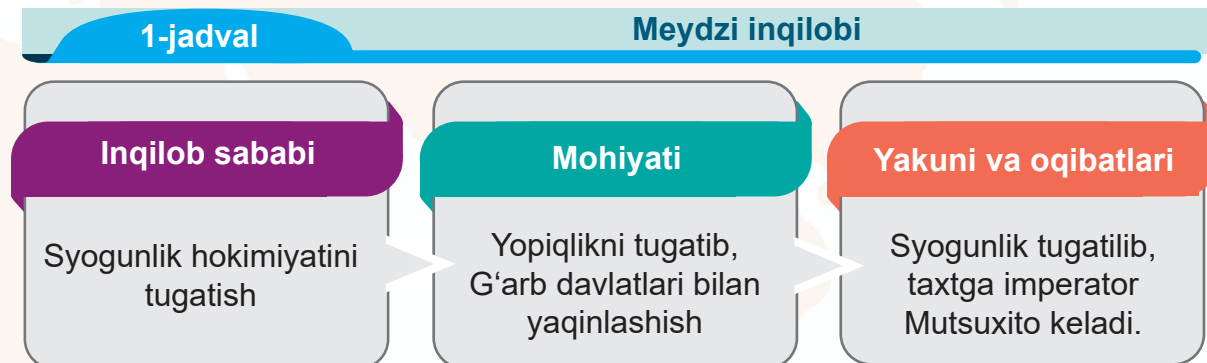 1-jadval
Meydzi inqilobi
Inqilob sababi
Syogunlik hokimiyatini
tugatish
Mohiyati
Yopiqlikni tugatib,
G‘arb davlatlari bilan
yaqinlashish
Yakuni va oqibatlari
Syogunlik tugatilib,
taxtga imperator
Mutsuxito keladi.